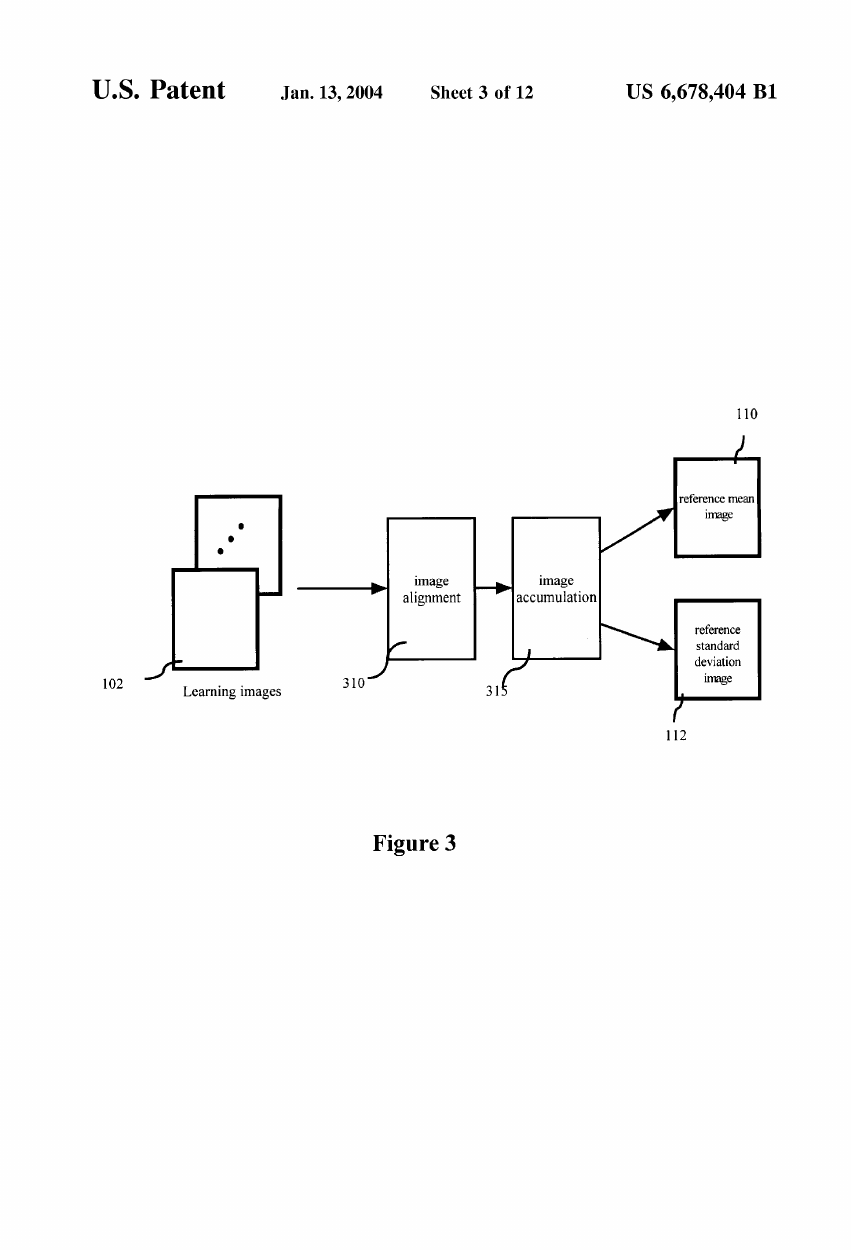 U.S. Patent Jan. 13, 2004 Sheet 3 of 12 US 6,678,404 B1
110
reference mean
image
image
alignment
image
accumulation
reference
standard
deviation
image
102
Learning images
310
315
112
Figure 3